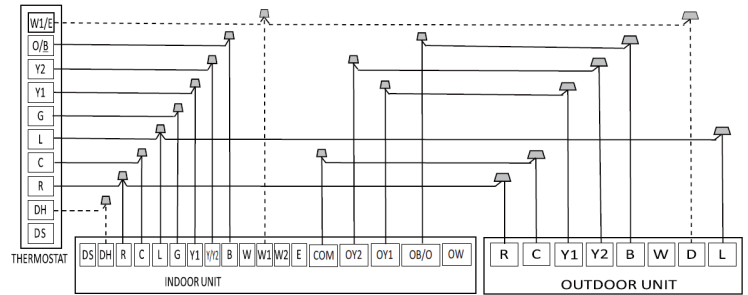 W1/E
O/B
Y2
Y1
G
L
C
R
DH
DS
THERMOSTAT
DS DH R C L G Y1 Y/Y2 B W W1 W2 E COM OY2 OY1 OB/O OW
INDOOR UNIT
R C Y1 Y2 B W D L
OUTDOOR UNIT